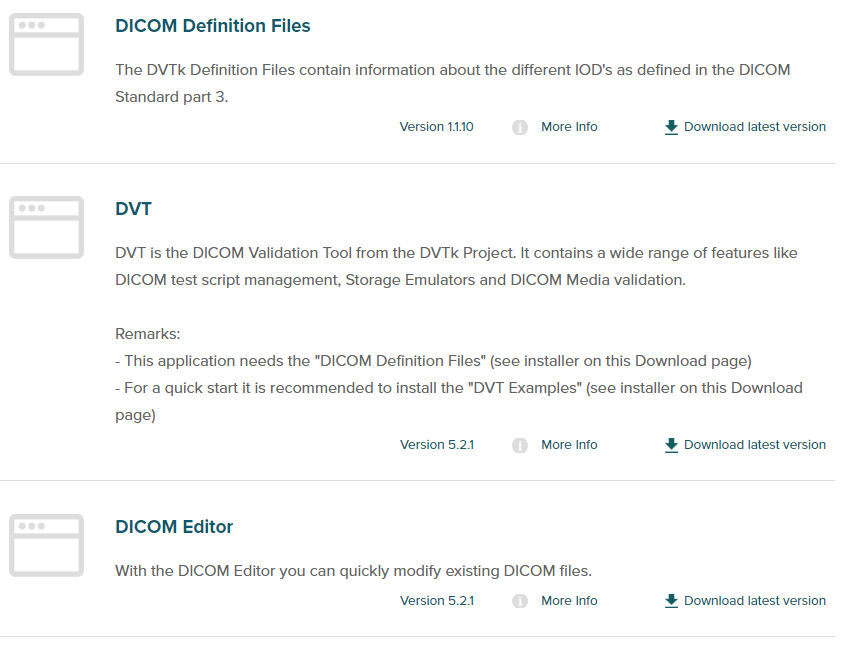 DICOM Definition Files
The DVTk Definition Files contain information about the different IOD's as defined in the DICOM
Standard part 3.
Version 1.1.10 More Info Download latest version
DVT
DVT is the DICOM Validation Tool from the DVTk Project. It contains a wide range of features like
DICOM test script management, Storage Emulators and DICOM Media validation.
Remarks:
- This application needs the "DICOM Definition Files" (see installer on this Download page)
- For a quick start it is recommended to install the "DVT Examples" (see installer on this Download
page)
Version 5.2.1 More Info Download latest version
DICOM Editor
With the DICOM Editor you can quickly modify existing DICOM files.
Version 5.2.1 More Info Download latest version